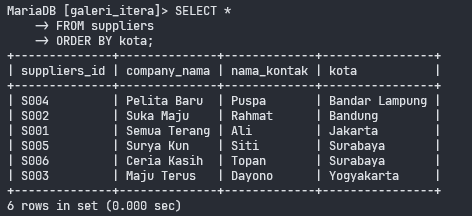 MariaDB [galeri_itera]> SELECT *
    -> FROM suppliers
    -> ORDER BY kota;
+--------------+--------------+-------------+----------------+
| suppliers_id | company_nama | nama_kontak | kota           |
+--------------+--------------+-------------+----------------+
| S004         | Pelita Baru  | Puspa       | Bandar Lampung |
| S002         | Suka Maju    | Rahmat      | Bandung        |
| S001         | Semua Terang | Ali         | Jakarta        |
| S005         | Surya Kun    | Siti        | Surabaya       |
| S006         | Ceria Kasih  | Topan       | Surabaya       |
| S003         | Maju Terus   | Dayono      | Yogyakarta     |
+--------------+--------------+-------------+----------------+
6 rows in set (0.000 sec)